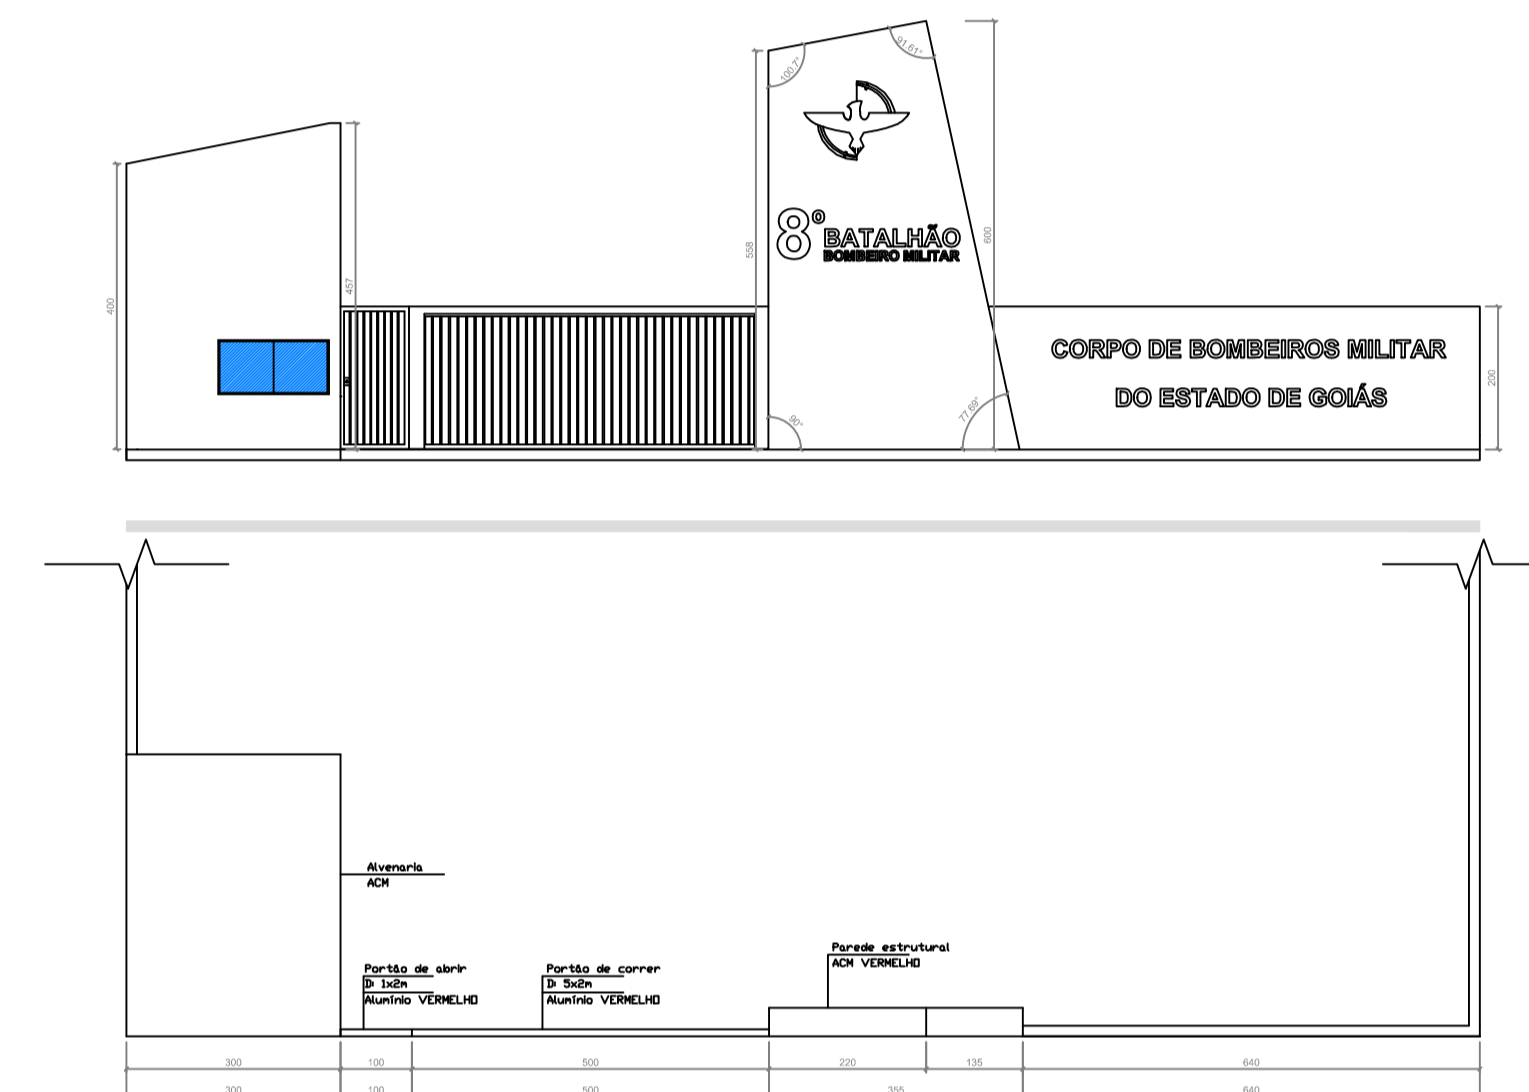 100.7°
91.61°
8º
BATALHÃO
BOMBEIRO MILITAR
558
600
457
400
CORPO DE BOMBEIROS MILITAR
DO ESTADO DE GOIÁS
200
90°
77.69°
Alvenaria
ACM
Parede estrutural
ACM VERMELHO
Portão de abrir
D: 1x2m
Alumínio VERMELHO
Portão de correr
D: 5x2m
Alumínio VERMELHO
300 100 500 220 135 640
300 100 500 355 640